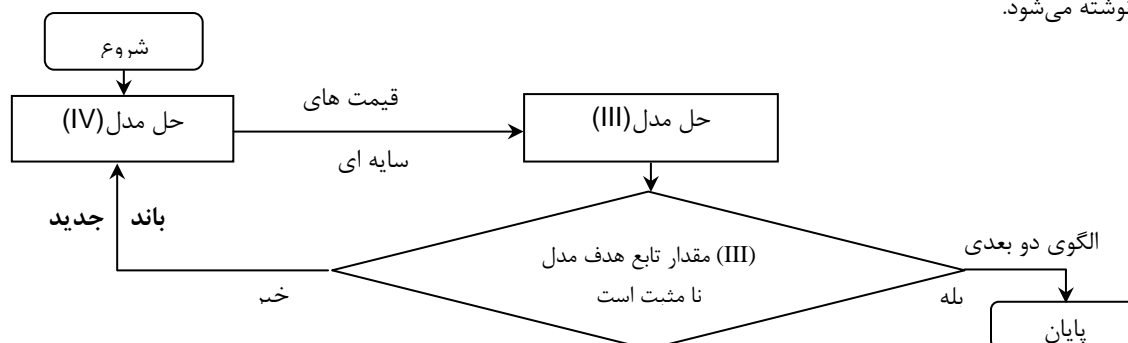 نوشته می‌شود.
شروع
حل مدل(IV)
قیمت های
سایه ای
حل مدل(III)
باند جدید
(III) مقدار تابع هدف مدل
نا مثبت است
خیر
بله
الگوی دو بعدی
پایان